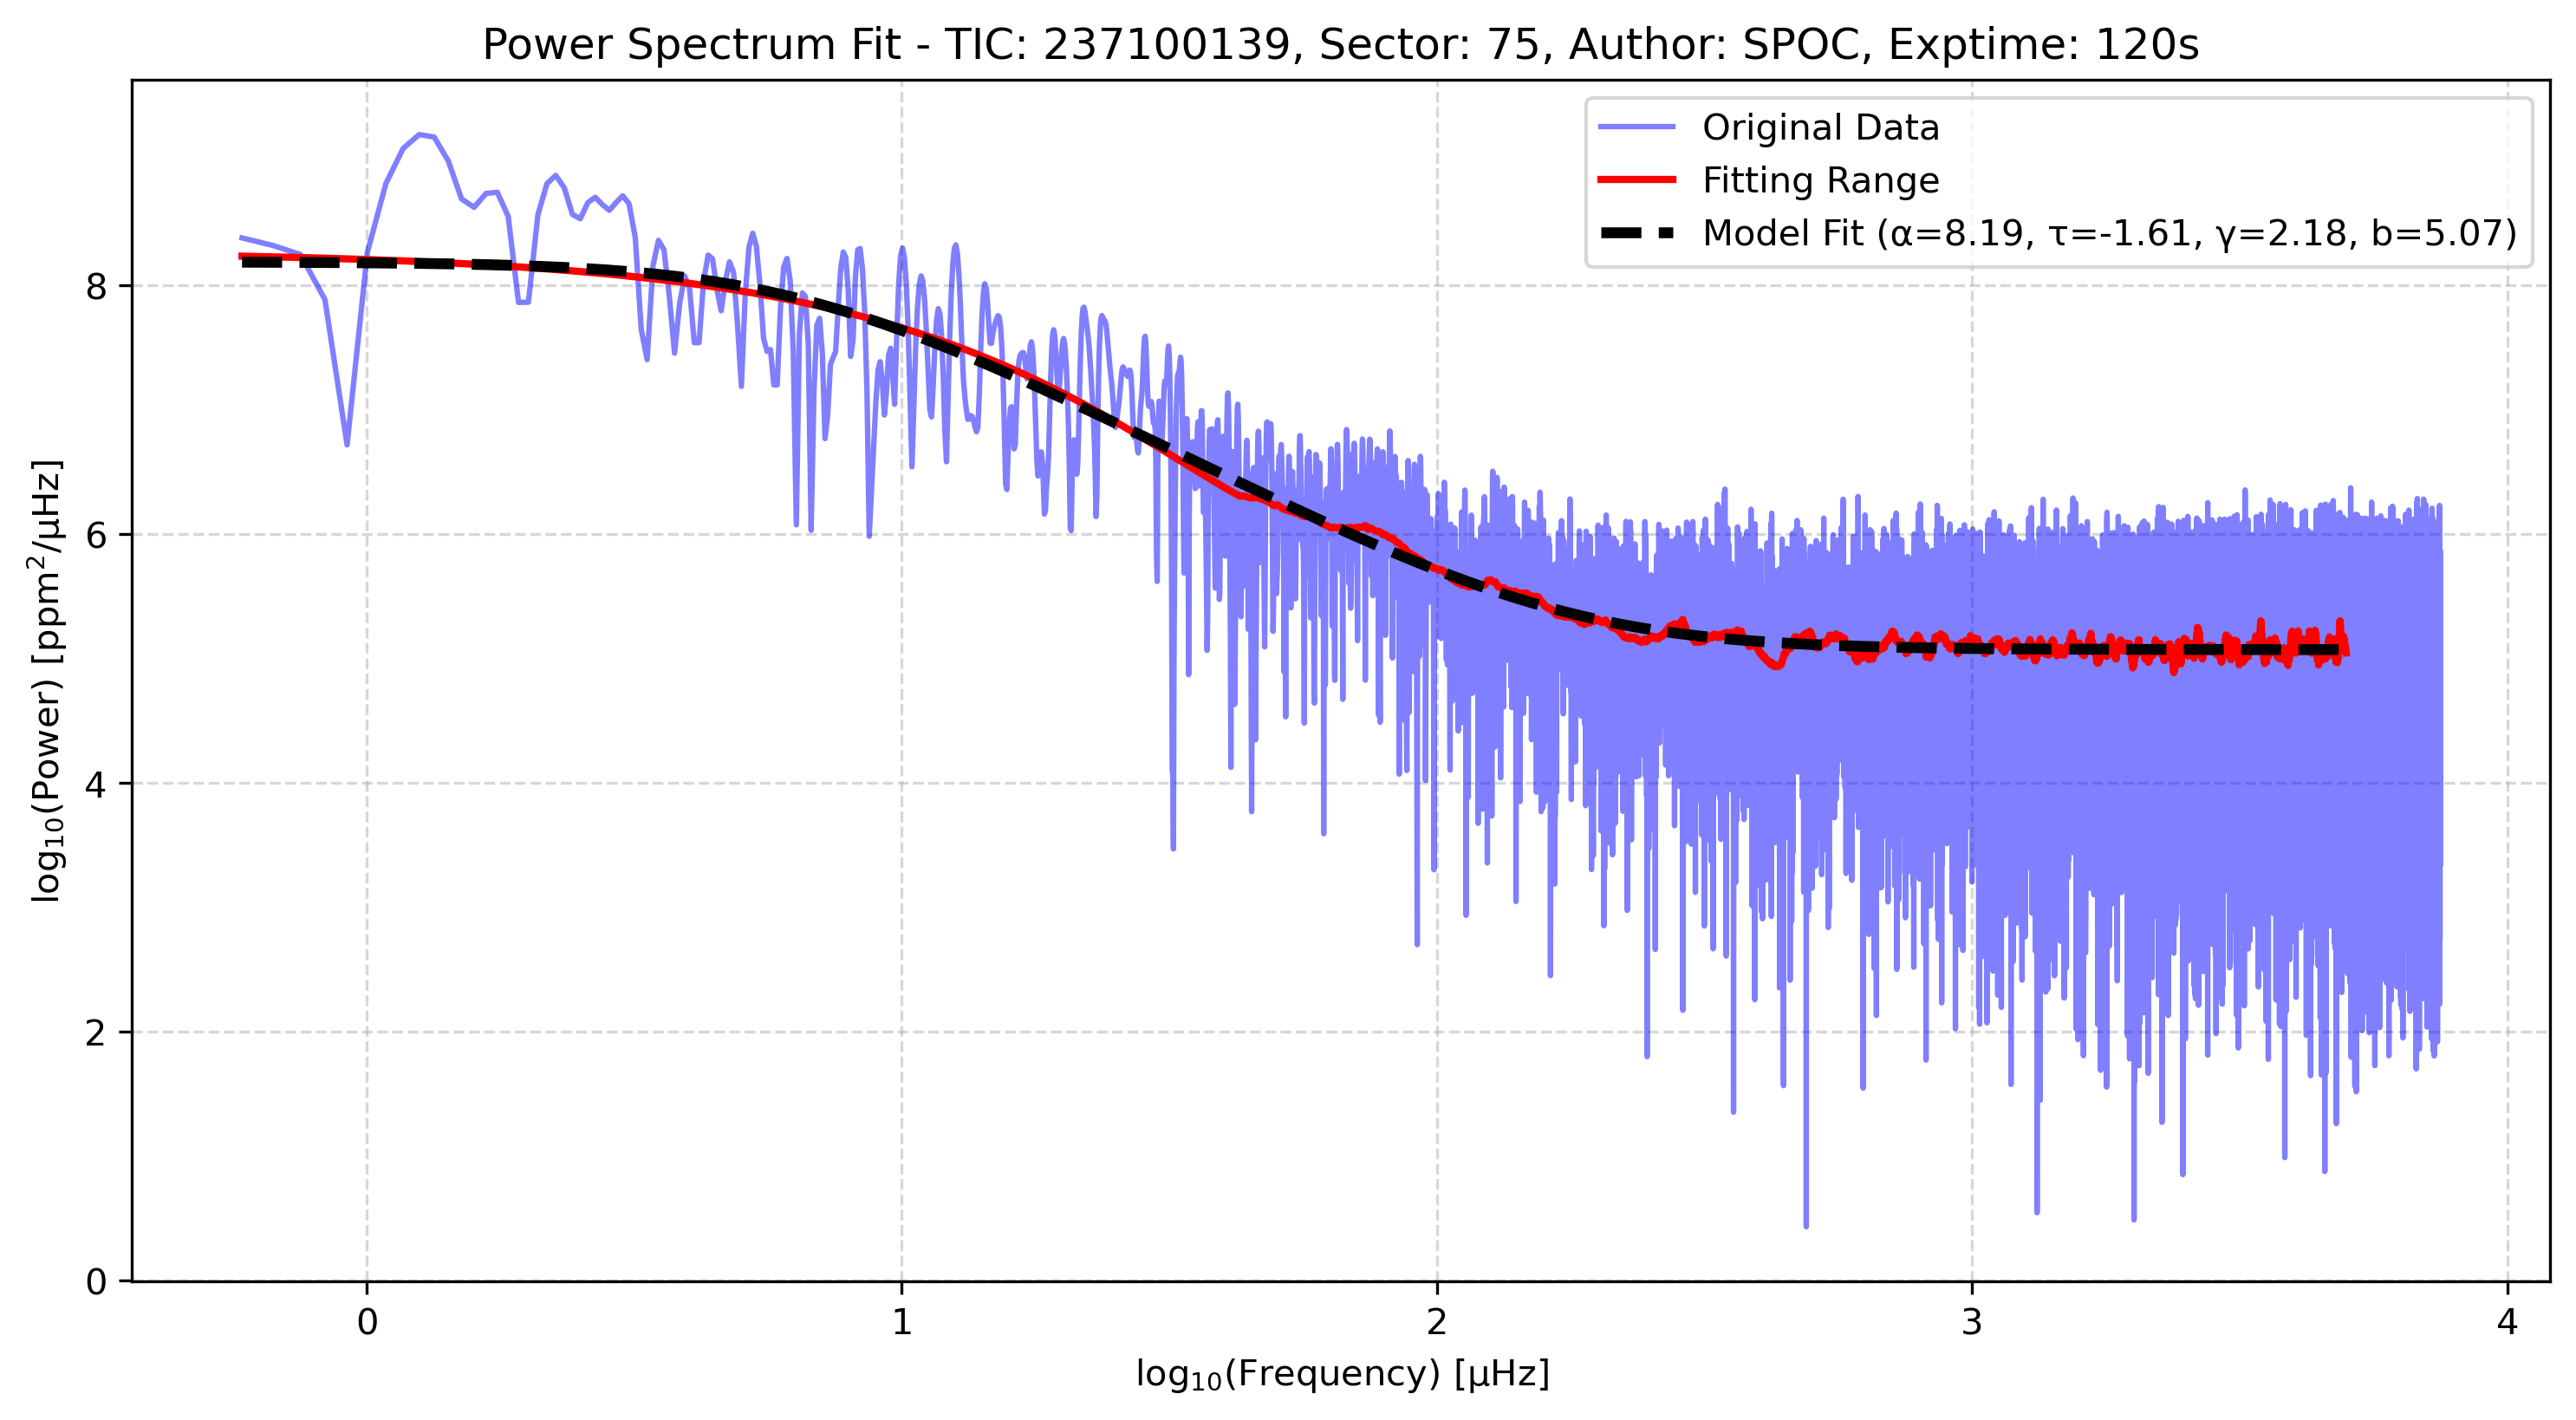 Power Spectrum Fit - TIC: 237100139, Sector: 75, Author: SPOC, Exptime: 120s
Original Data
Fitting Range
Model Fit (α=8.19, τ=-1.61, γ=2.18, b=5.07)
log₁₀(Power) [ppm²/μHz]
8
6
4
2
0
0 1 2 3 4
log₁₀(Frequency) [μHz]